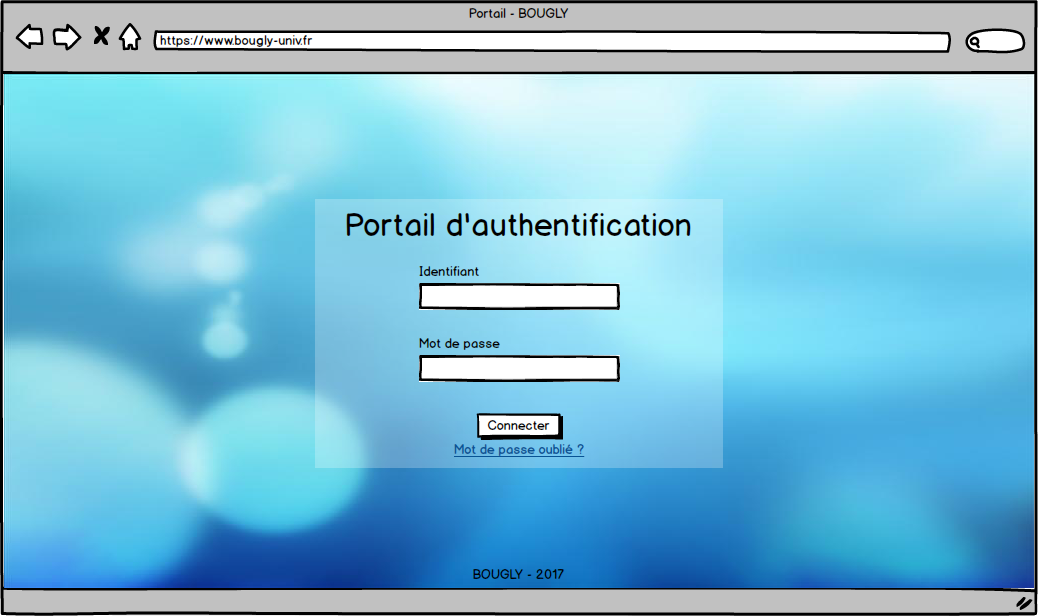 Portail - BOUGLY
https://www.bougly-univ.fr
Portail d'authentification
Identifiant
Mot de passe
Connecter
Mot de passe oublié ?
BOUGLY - 2017